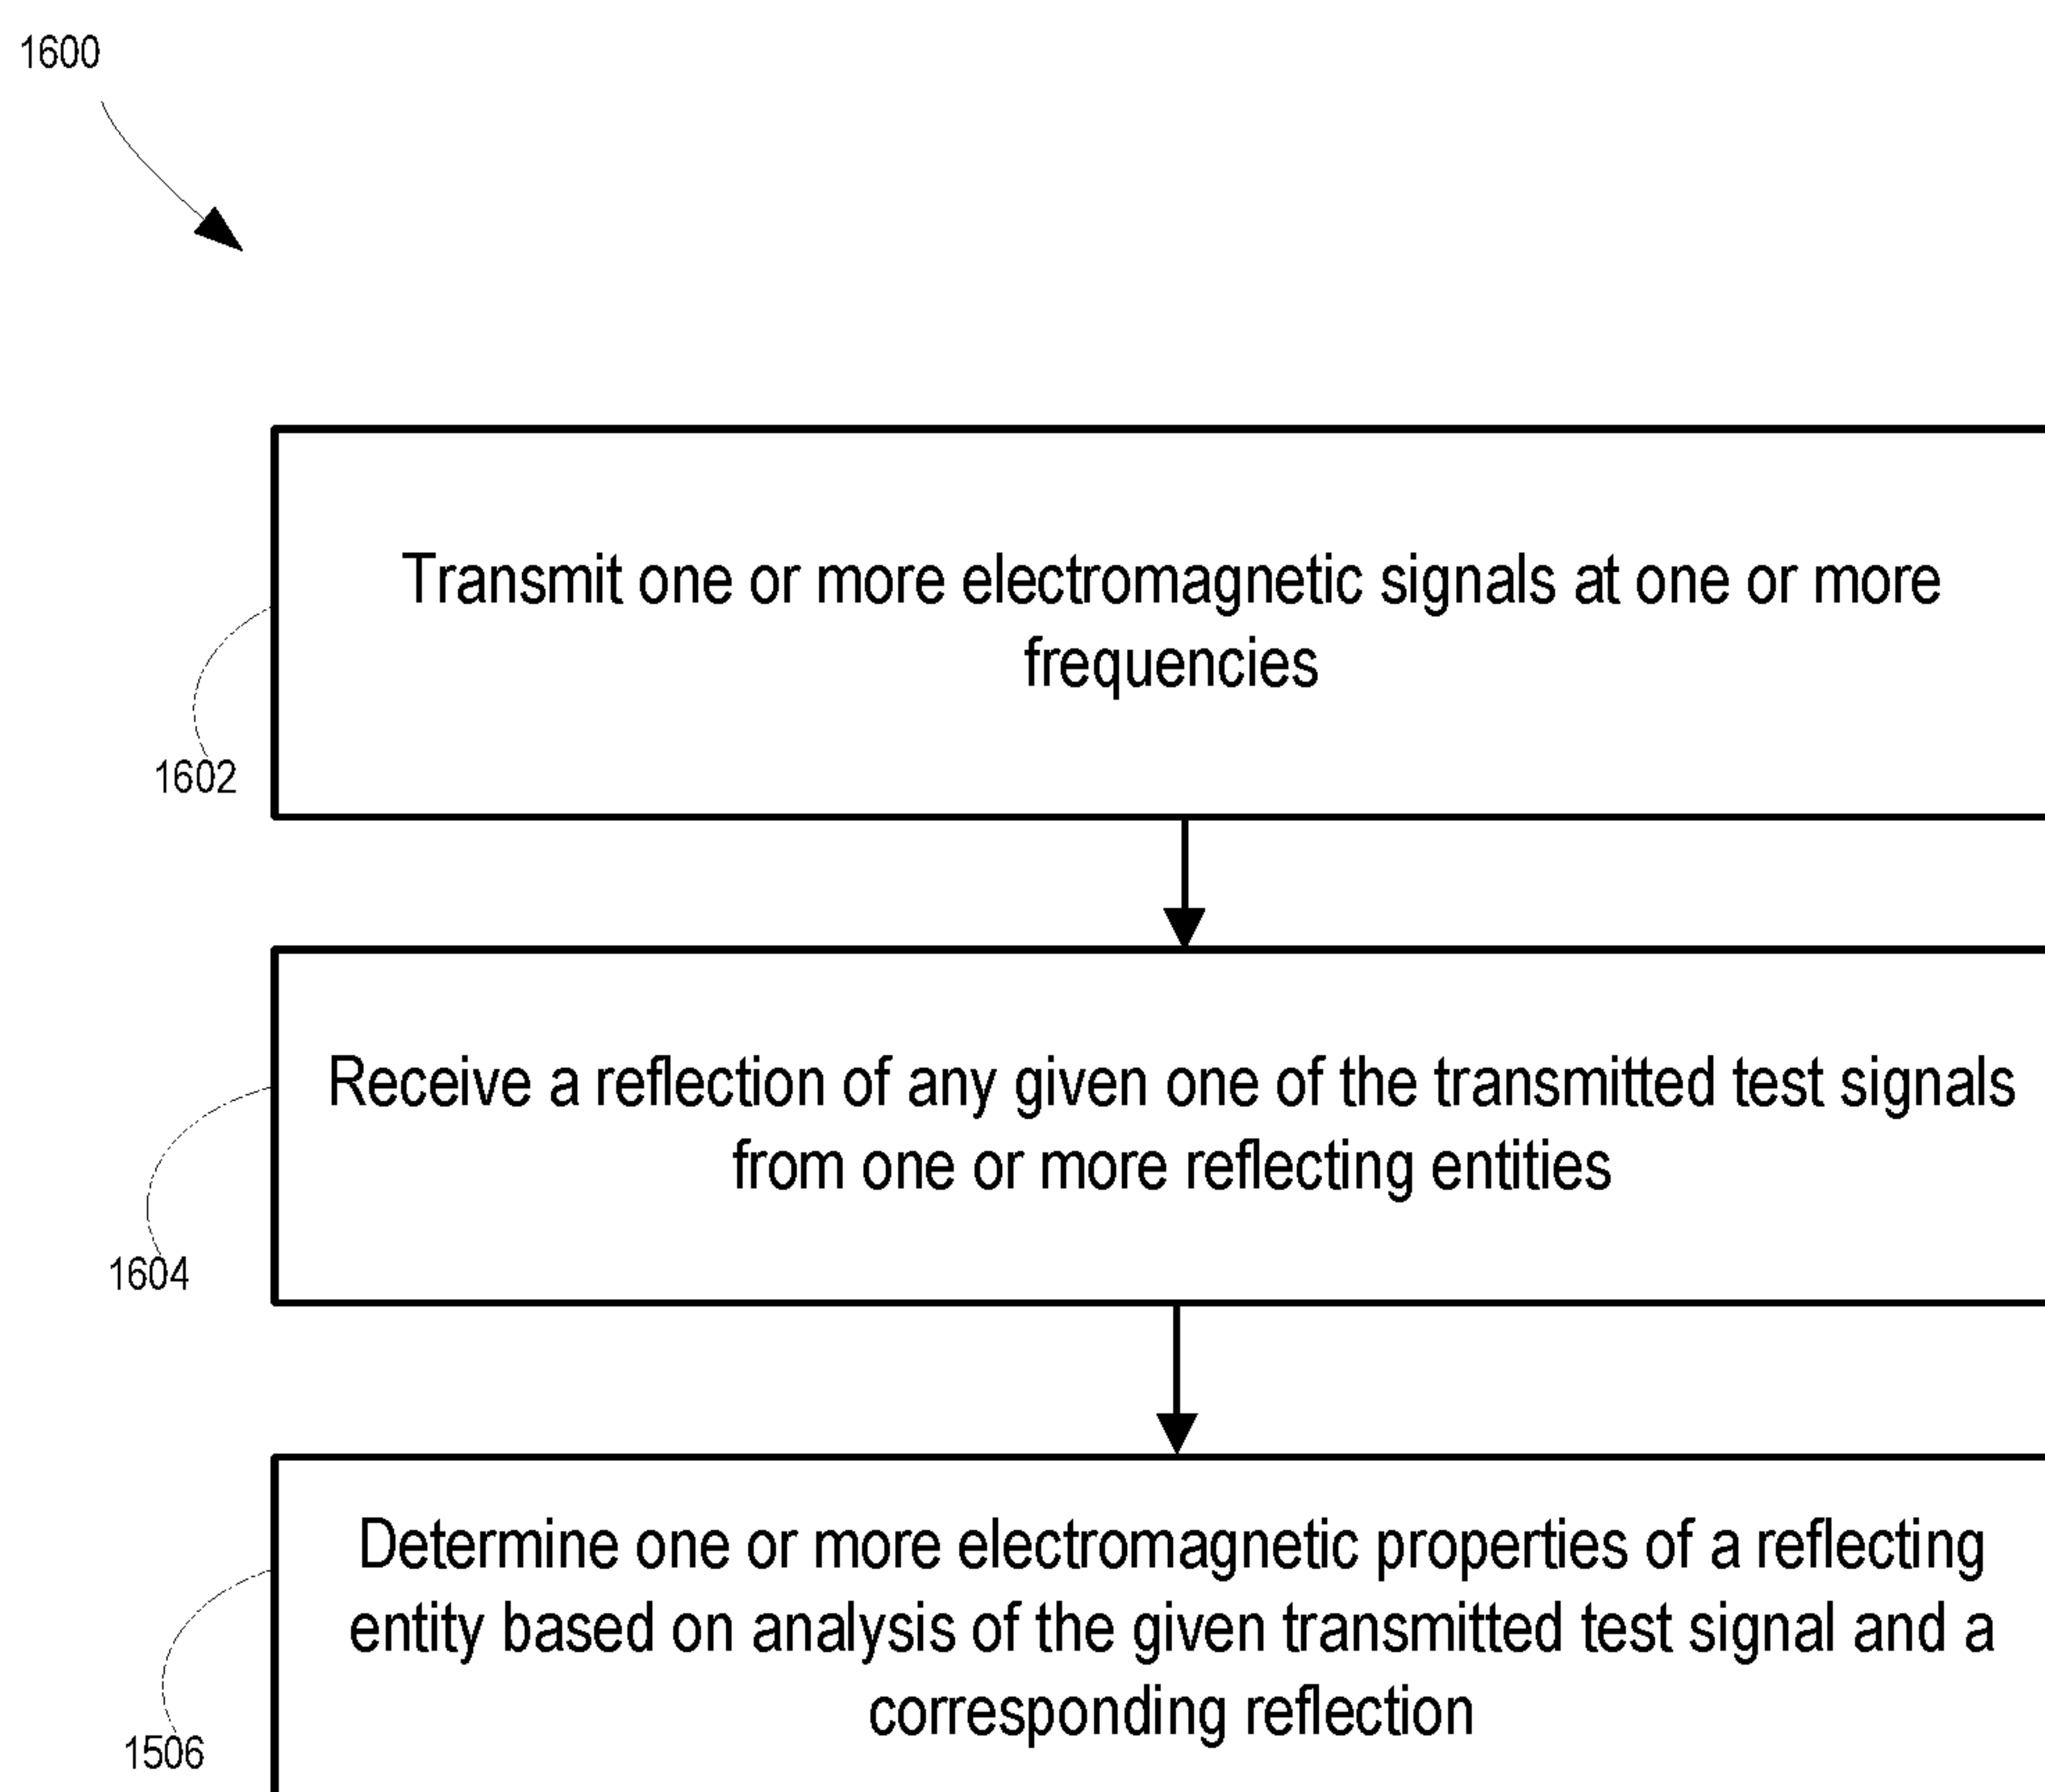 1600
Transmit one or more electromagnetic signals at one or more
frequencies
1602
Receive a reflection of any given one of the transmitted test signals
from one or more reflecting entities
1604
Determine one or more electromagnetic properties of a reflecting
entity based on analysis of the given transmitted test signal and a
corresponding reflection
1506